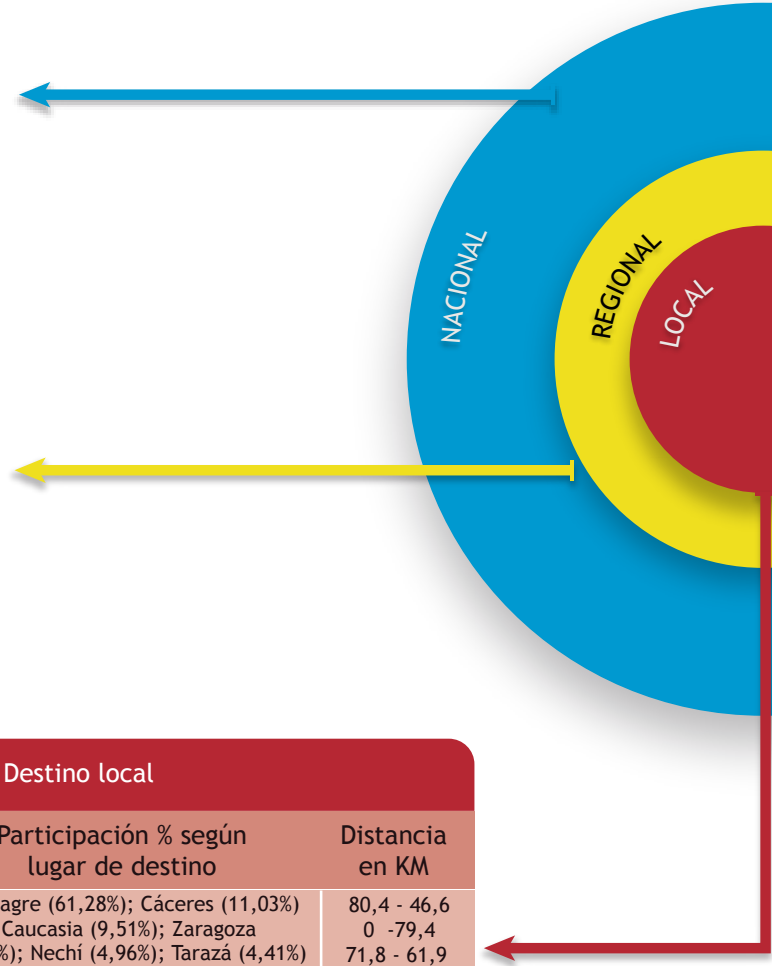 NACIONAL
REGIONAL
LOCAL
Destino local
Participación % según
lugar de destino
Distancia
en KM
agre (61,28%); Cáceres (11,03%)
80,4 - 46,6
Caucasia (9,51%); Zaragoza
0 -79,4
%); Nechí (4,96%); Tarazá (4,41%)
71,8 - 61,9